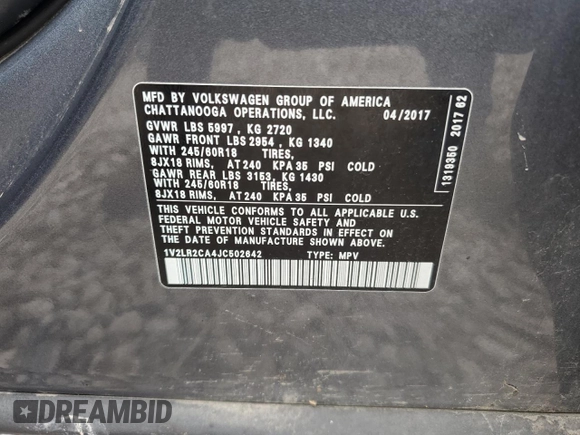 MFD BY VOLKSWAGEN GROUP OF AMERICA
CHATTANOOGA OPERATIONS, LLC. 04/2017
GVWR LBS 5997 , KG 2720
GAWR FRONT LBS 2954 , KG 1340
WITH 245/60R18 TIRES,
8JX18 RIMS, AT 240 KPA 35 PSI COLD
GAWR REAR LBS 3153, KG 1430
WITH 245/60R18 TIRES,
8JX18 RIMS, AT 240 KPA 35 PSI COLD
THIS VEHICLE CONFORMS TO ALL APPLICABLE U.S.
FEDERAL MOTOR VEHICLE SAFETY AND
THEFT PREVENTION STANDARDS IN EFFECT ON
THE DATE OF MANUFACTURE SHOWN ABOVE.
1V2LR2CA4JC502642 TYPE: MPV
1319350 2017 62
DREAMBID